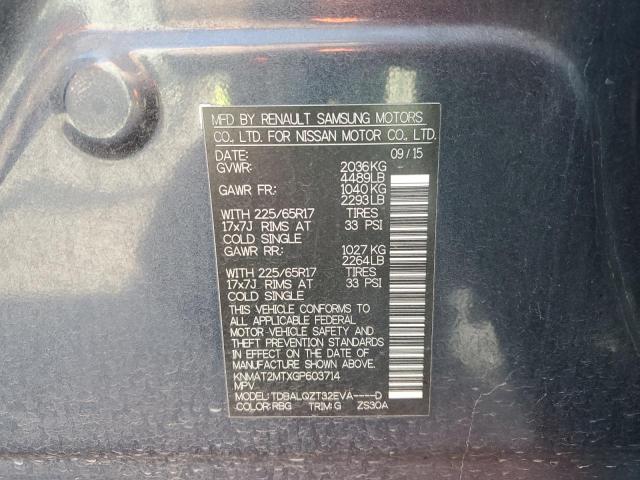 MFD BY RENAULT SAMSUNG MOTORS
CO., LTD. FOR NISSAN MOTOR CO., LTD.
DATE: 09/15
GVWR: 2036KG
4489LB
GAWR FR: 1040KG
2293LB
WITH 225/65R17 TIRES
17x7J RIMS AT 33 PSI
COLD SINGLE
GAWR RR: 1027 KG
2264LB
WITH 225/65R17 TIRES
17x7J RIMS AT 33 PSI
COLD SINGLE
THIS VEHICLE CONFORMS TO
ALL APPLICABLE FEDERAL
MOTOR VEHICLE SAFETY AND
THEFT PREVENTION STANDARDS
IN EFFECT ON THE DATE OF
MANUFACTURE SHOWN ABOVE.
KNMAT2MTXGP603714
MPV
MODEL: TDBALQZT32EVA----D
COLOR: RBG TRIM: G ZS30A